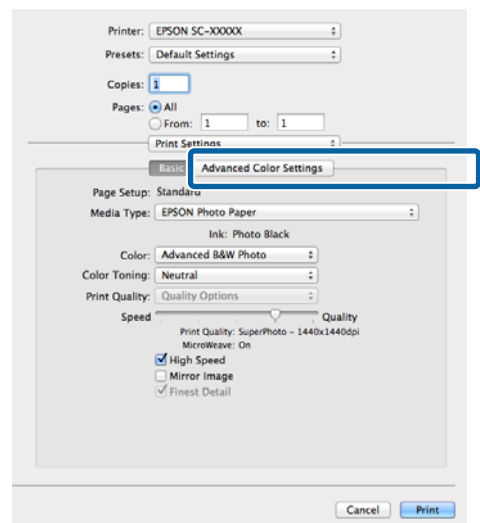 Printer: EPSON SC-XXXXX
Presets: Default Settings
Copies: 1
Pages: All
From: 1 to: 1
Print Settings
Basic Advanced Color Settings
Page Setup: Standard
Media Type: EPSON Photo Paper
Ink: Photo Black
Color: Advanced B&W Photo
Color Toning: Neutral
Print Quality: Quality Options
Speed Quality
Print Quality: SuperPhoto - 1440x1440dpi
MicroWeave: On
High Speed
Mirror Image
Finest Detail
Cancel Print